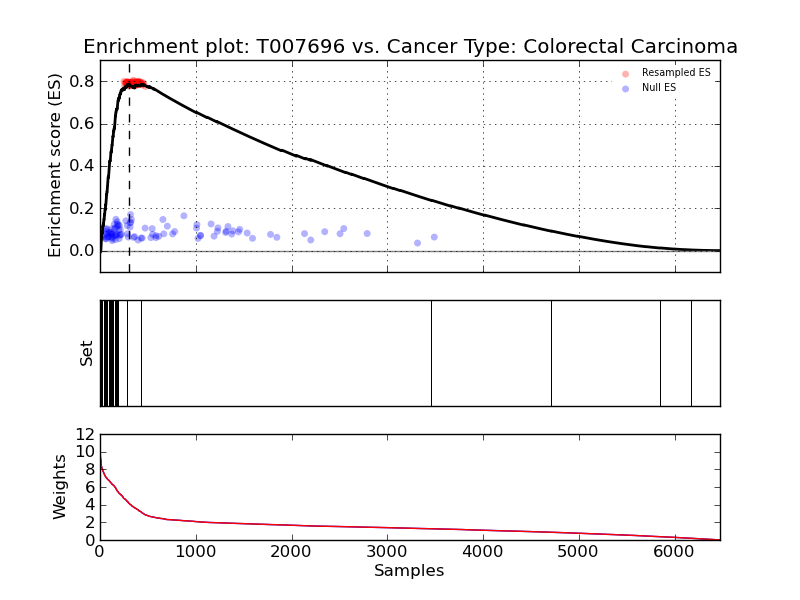 Enrichment plot: T007696 vs. Cancer Type: Colorectal Carcinoma
Enrichment score (ES)
0.8
0.6
0.4
0.2
0.0
Resampled ES
Null ES
Set
Weights
12
10
8
6
4
2
0
0 1000 2000 3000 4000 5000 6000
Samples